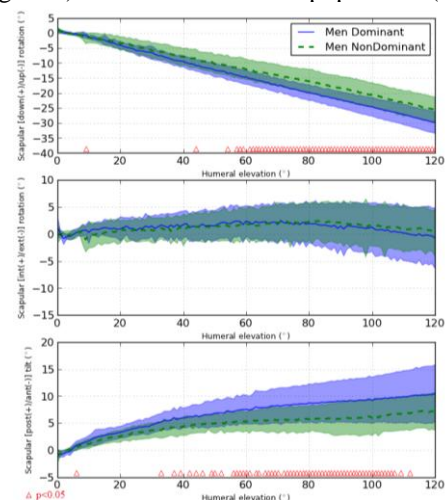 Men Dominant
Men NonDominant
Scapular [down(+)/up(-)] rotation (°)
5
0
-5
-10
-15
-20
-25
-30
-35
-40
0 20 40 60 80 100 120
Humeral elevation (°)
Scapular [int(+)/ext(-)] rotation (°)
10
5
0
-5
-10
-15
0 20 40 60 80 100 120
Humeral elevation (°)
Scapular [post(+)/ant(-)] tilt (°)
20
15
10
5
0
-5
0 20 40 60 80 100 120
Humeral elevation (°)
△ p<0.05